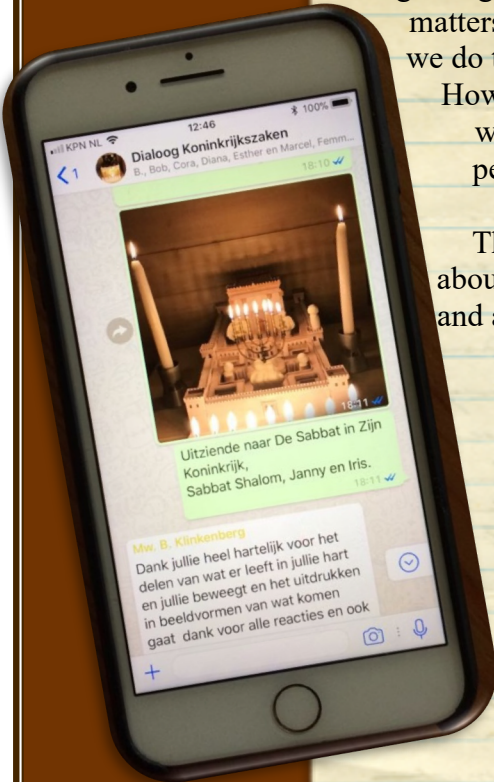 matters
we do t
How
w
pe
Th
abou
and a
KPN NL
12:46
100%
1
Dialoog Koninkrijkszaken
B., Bob, Cora, Diana, Esther en Marcel, Femm...
18:10
18:11
Uitziende naar De Sabbat in Zijn
Koninkrijk,
Sabbat Shalom, Janny en Iris.
18:11
Mw. B. Klinkenberg
Dank jullie heel hartelijk voor het
delen van wat er leeft in jullie hart
en jullie beweegt en het uitdrukken
in beeldvormen van wat komen
gaat dank voor alle reacties en ook